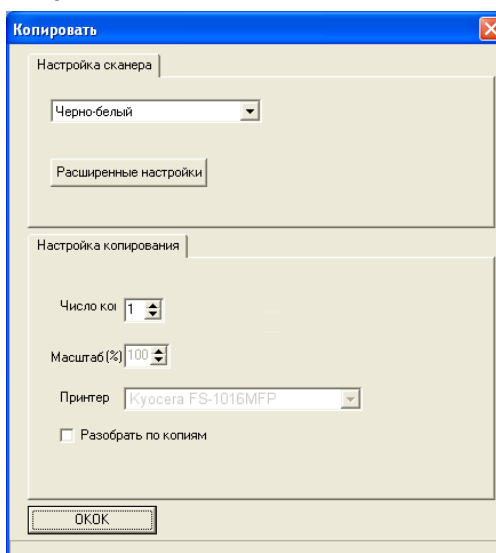 Копировать
Настройка сканера
Черно-белый
Расширенные настройки
Настройка копирования
Число ко
1
Масштаб (%)
100
Принтер
Kyocera FS-1016MFP
Разобрать по копиям
ОКОК